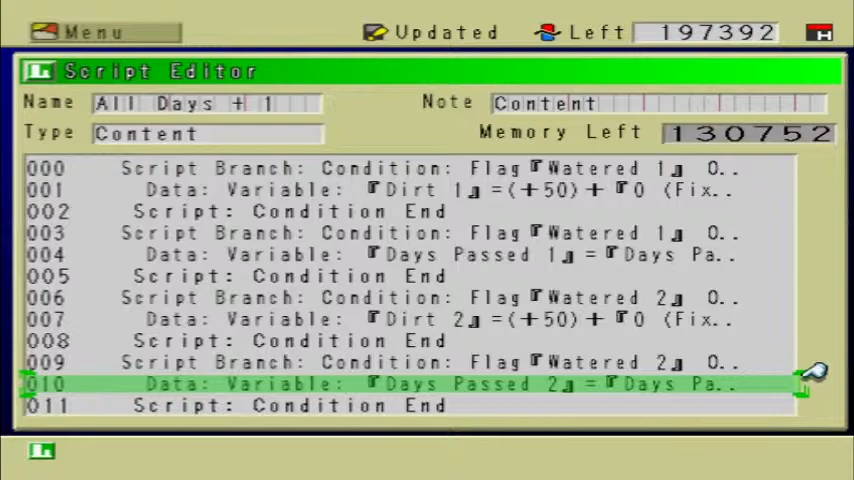 Menu Updated Left 197392
Script Editor
Name All Days + 1 Note Content
Type Content Memory Left 130752
000 Script Branch: Condition: Flag『Watered 1』 O..
001 Data: Variable: 『Dirt 1』=(+50)+『0 (Fix..
002 Script: Condition End
003 Script Branch: Condition: Flag『Watered 1』 O..
004 Data: Variable: 『Days Passed 1』=『Days Pa..
005 Script: Condition End
006 Script Branch: Condition: Flag『Watered 2』 O..
007 Data: Variable: 『Dirt 2』=(+50)+『0 (Fix..
008 Script: Condition End
009 Script Branch: Condition: Flag『Watered 2』 O..
010 Data: Variable: 『Days Passed 2』=『Days Pa..
011 Script: Condition End